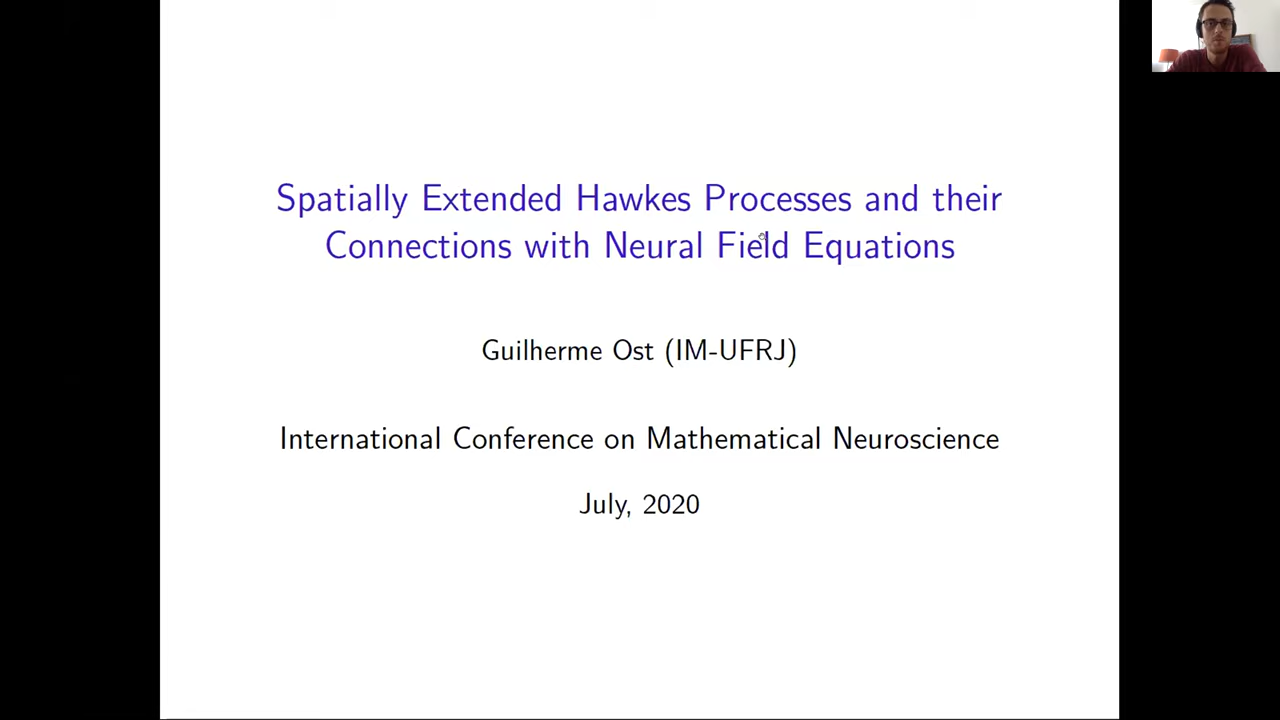 Spatially Extended Hawkes Processes and their
Connections with Neural Field Equations
Guilherme Ost (IM-UFRJ)
International Conference on Mathematical Neuroscience
July, 2020